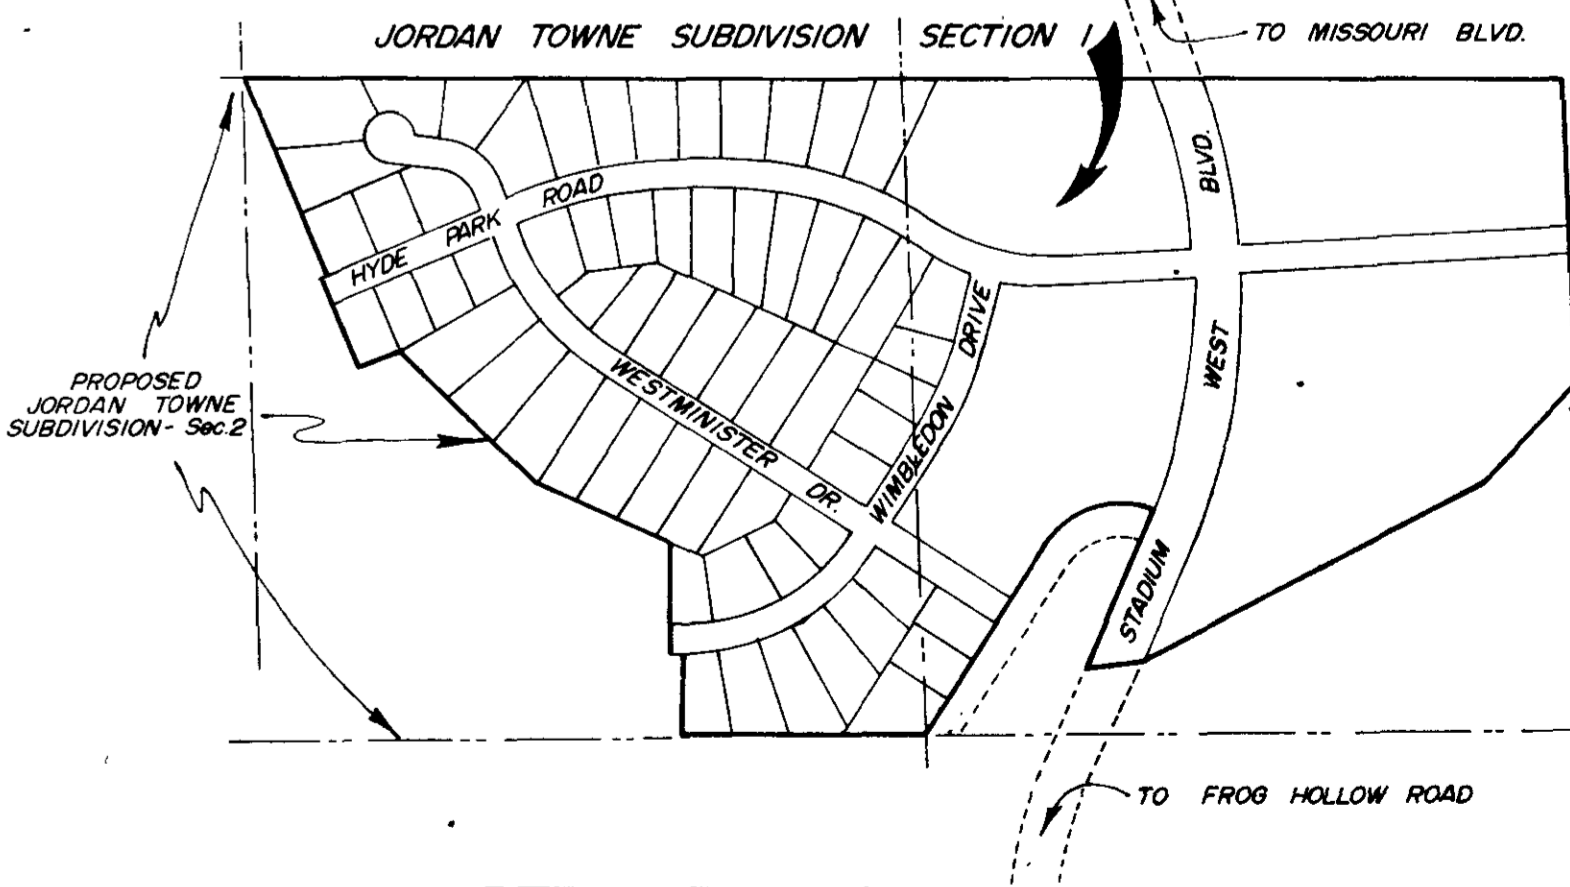 JORDAN TOWNE SUBDIVISION SECTION 1
TO MISSOURI BLVD.
BLVD.
HYDE PARK ROAD
WIMBLEDON DRIVE
WEST
PROPOSED
JORDAN TOWNE
SUBDIVISION - Sec.2
WESTMINISTER DR.
STADIUM
TO FROG HOLLOW ROAD